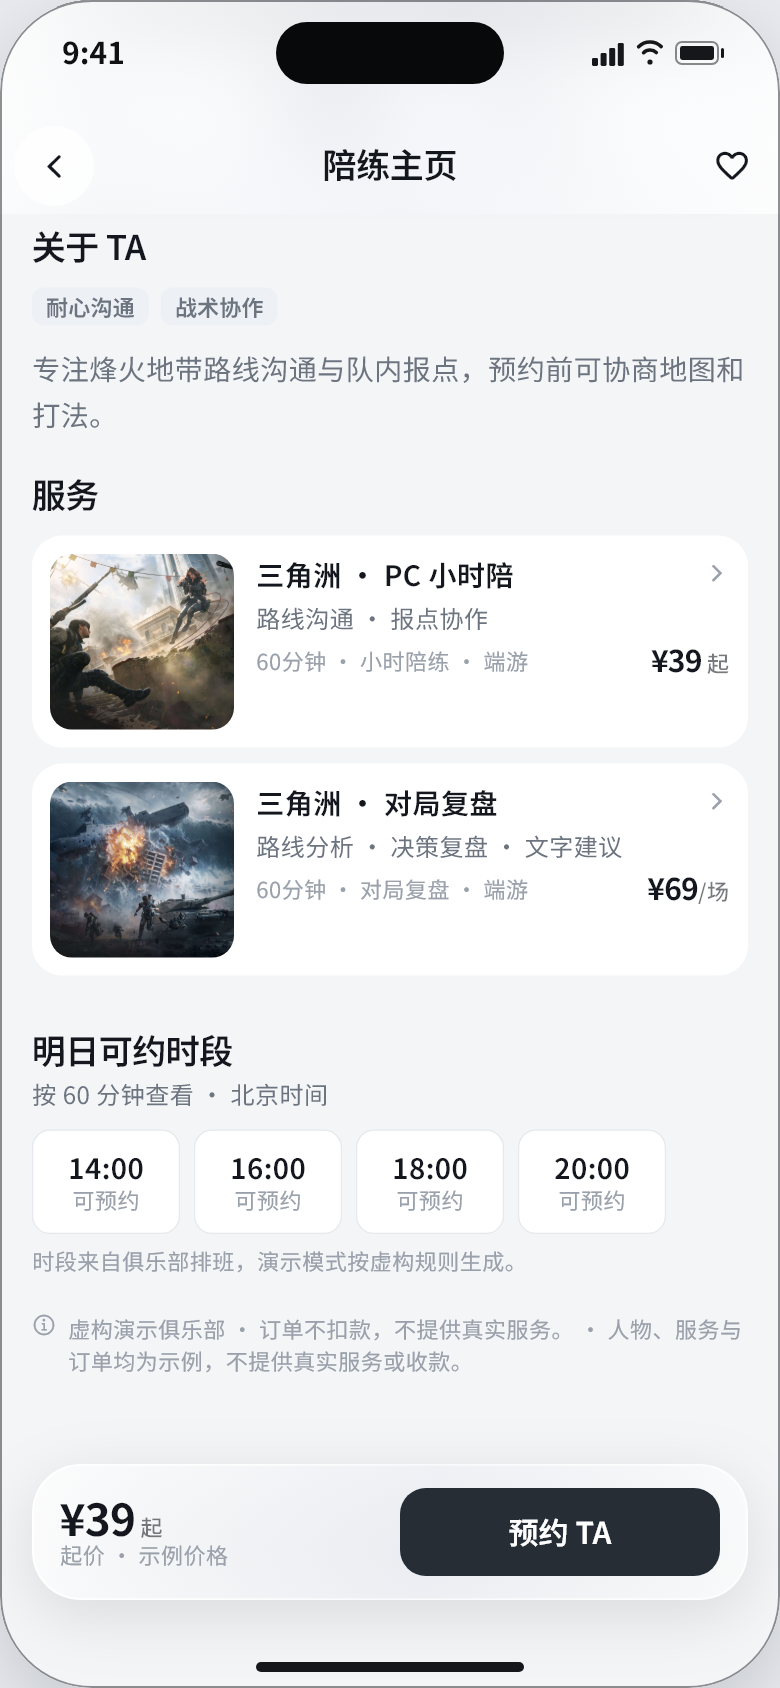 9:41
陪练主页
关于 TA
耐心沟通
战术协作
专注烽火地带路线沟通与队内报点，预约前可协商地图和
打法。
服务
三角洲 · PC 小时陪
路线沟通 · 报点协作
60分钟 · 小时陪练 · 端游
¥39 起
三角洲 · 对局复盘
路线分析 · 决策复盘 · 文字建议
60分钟 · 对局复盘 · 端游
¥69/场
明日可约时段
按 60 分钟查看 · 北京时间
14:00
可预约
16:00
可预约
18:00
可预约
20:00
可预约
时段来自俱乐部排班，演示模式按虚构规则生成。
虚构演示俱乐部 · 订单不扣款，不提供真实服务。 · 人物、服务与
订单均为示例，不提供真实服务或收款。
¥39 起
起价 · 示例价格
预约 TA